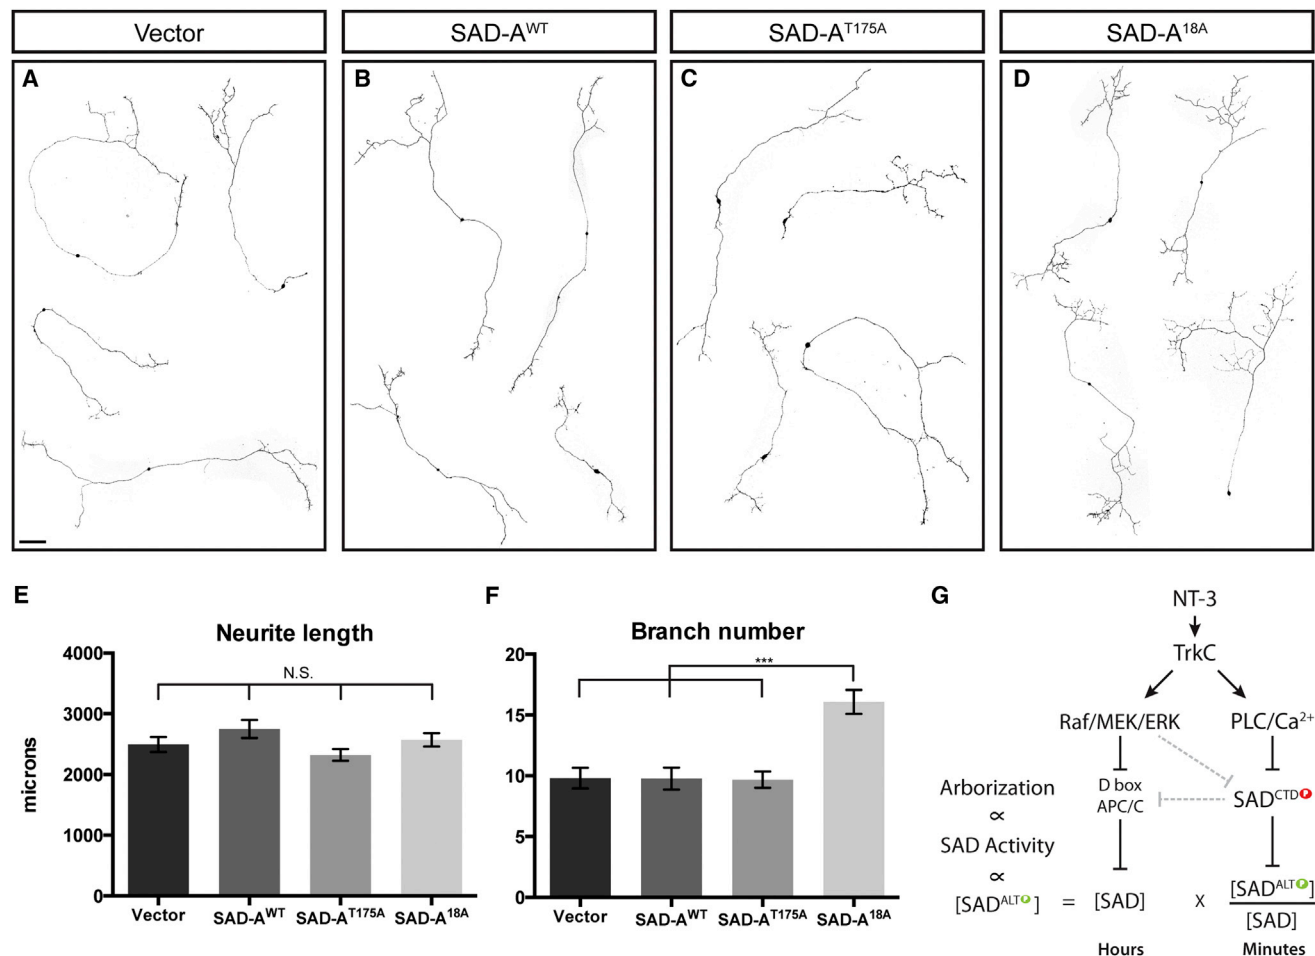 Vector
SAD-A^WT
SAD-A^T175A
SAD-A^18A
A
B
C
D
E
Neurite length
4000
3000
2000
1000
0
microns
N.S.
Vector
SAD-A^WT
SAD-A^T175A
SAD-A^18A
F
Branch number
20
15
10
5
0
***
Vector
SAD-A^WT
SAD-A^T175A
SAD-A^18A
G
NT-3
TrkC
Raf/MEK/ERK
PLC/Ca²⁺
D box
APC/C
SAD^CTD P
Arborization
∝
SAD Activity
∝
[SAD^ALT P] = [SAD] x [SAD^ALT P]
[SAD]
Hours
Minutes